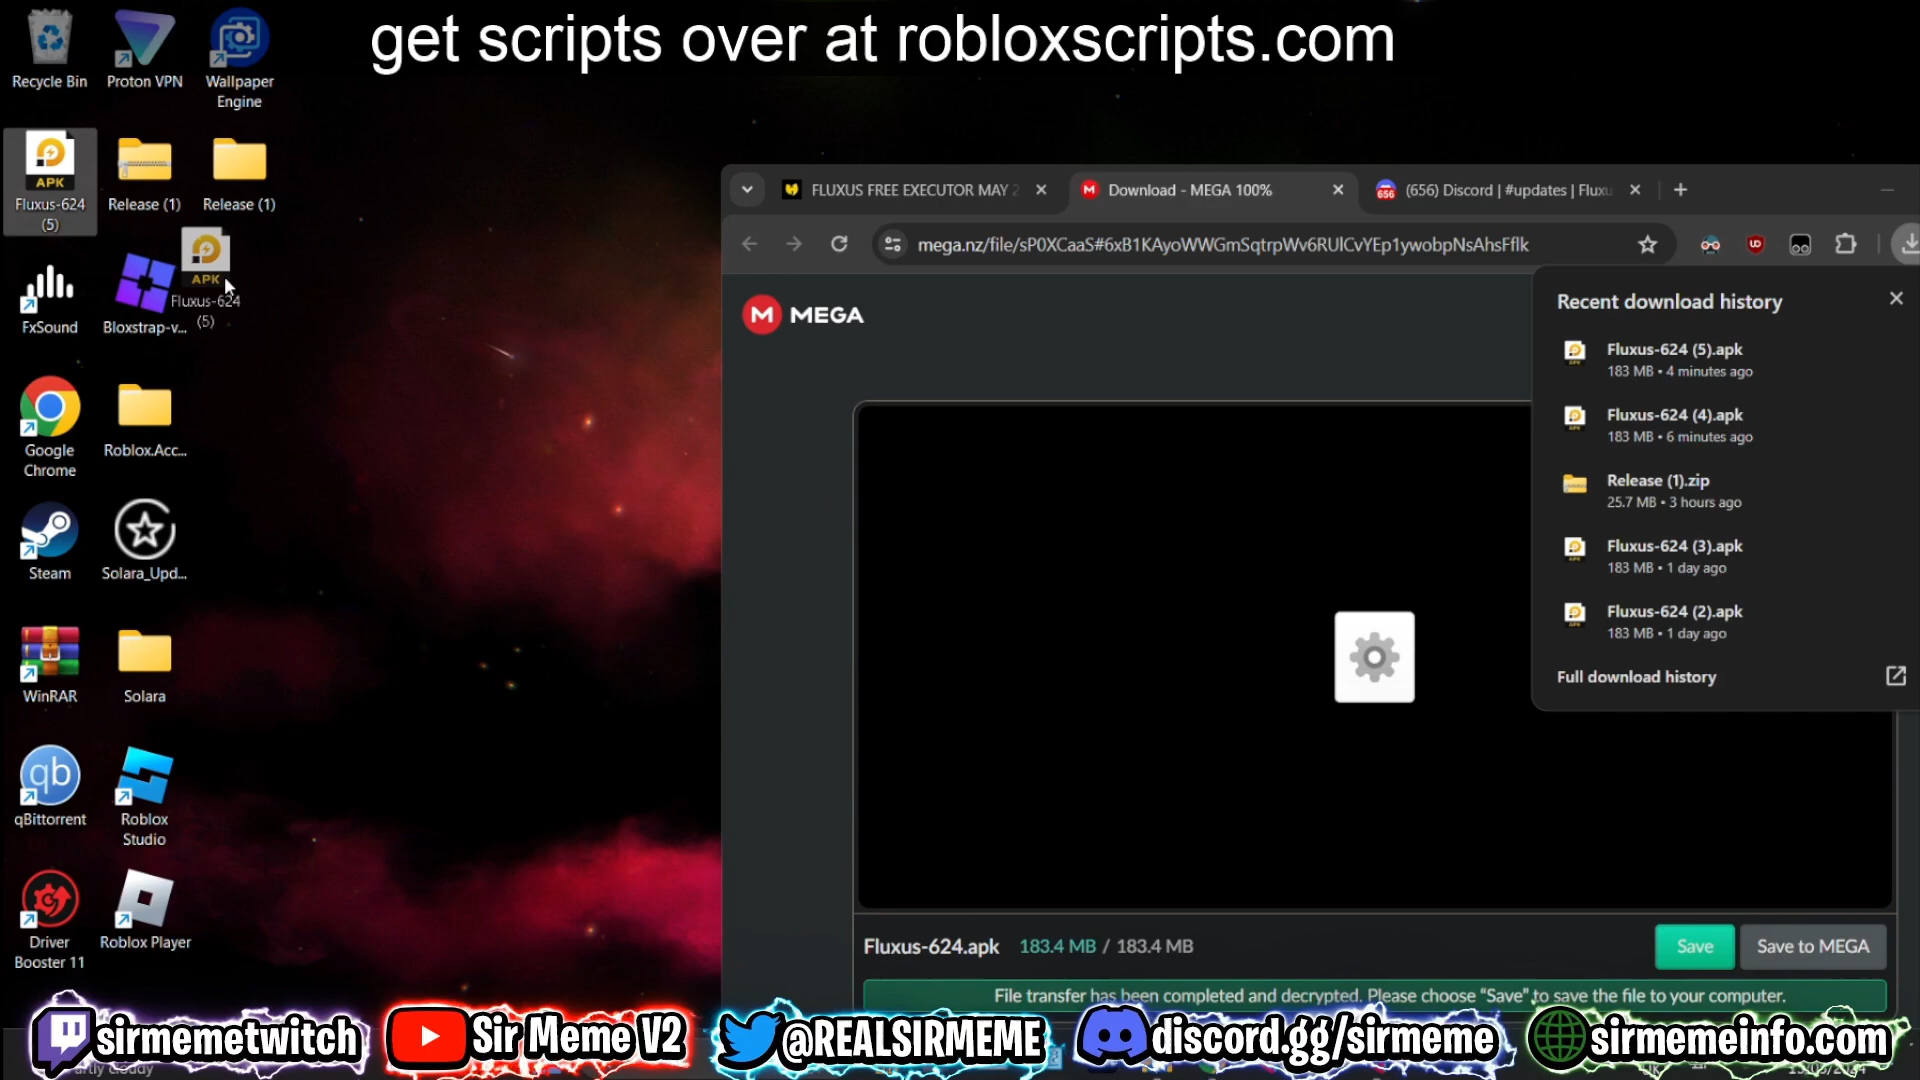 get scripts over at robloxscripts.com
Recycle Bin
Proton VPN
Wallpaper
Engine
APK
Fluxus-624
(5)
Release (1)
Release (1)
APK
Fluxus-624
(5)
FxSound
Bloxstrap-v...
Google
Chrome
Roblox.Acc...
Steam
Solara_Upd...
WinRAR
Solara
qb
qBittorrent
Roblox
Studio
Driver
Booster 11
Roblox Player
FLUXUS FREE EXECUTOR MAY 2
Download - MEGA 100%
656
(656) Discord | #updates | Fluxu
mega.nz/file/sP0XCaaS#6xB1KAyoWWGmSqtrpWv6RUlCvYEp1ywobpNsAhsFflk
M MEGA
Recent download history
Fluxus-624 (5).apk
183 MB • 4 minutes ago
Fluxus-624 (4).apk
183 MB • 6 minutes ago
Release (1).zip
25.7 MB • 3 hours ago
Fluxus-624 (3).apk
183 MB • 1 day ago
Fluxus-624 (2).apk
183 MB • 1 day ago
Full download history
Fluxus-624.apk 183.4 MB / 183.4 MB
Save
Save to MEGA
File transfer has been completed and decrypted. Please choose “Save” to save the file to your computer.
sirmemetwitch
Sir Meme V2
@REALSIRMEME
discord.gg/sirmeme
sirmemeinfo.com